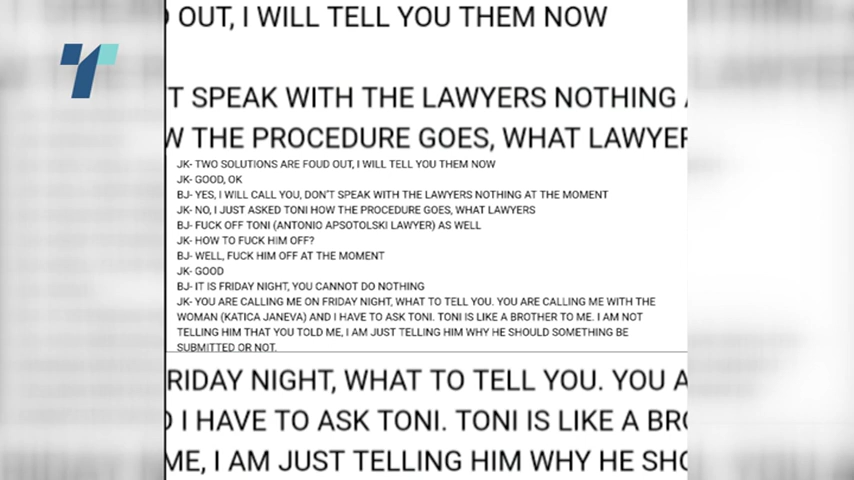 OUT, I WILL TELL YOU THEM NOW
T SPEAK WITH THE LAWYERS NOTHING
W THE PROCEDURE GOES, WHAT LAWYER
JK- TWO SOLUTIONS ARE FOUD OUT, I WILL TELL YOU THEM NOW
JK- GOOD, OK
BJ- YES, I WILL CALL YOU, DON'T SPEAK WITH THE LAWYERS NOTHING AT THE MOMENT
JK- NO, I JUST ASKED TONI HOW THE PROCEDURE GOES, WHAT LAWYERS
BJ- FUCK OFF TONI (ANTONIO APSOTOLSKI LAWYER) AS WELL
JK- HOW TO FUCK HIM OFF?
BJ- WELL, FUCK HIM OFF AT THE MOMENT
JK- GOOD
BJ- IT IS FRIDAY NIGHT, YOU CANNOT DO NOTHING
JK- YOU ARE CALLING ME ON FRIDAY NIGHT, WHAT TO TELL YOU. YOU ARE CALLING ME WITH THE
WOMAN (KATICA JANEVA) AND I HAVE TO ASK TONI. TONI IS LIKE A BROTHER TO ME. I AM NOT
TELLING HIM THAT YOU TOLD ME, I AM JUST TELLING HIM WHY HE SHOULD SOMETHING BE
SUBMITTED OR NOT.
RIDAY NIGHT, WHAT TO TELL YOU. YOU A
I HAVE TO ASK TONI. TONI IS LIKE A BRO
ME, I AM JUST TELLING HIM WHY HE SHO